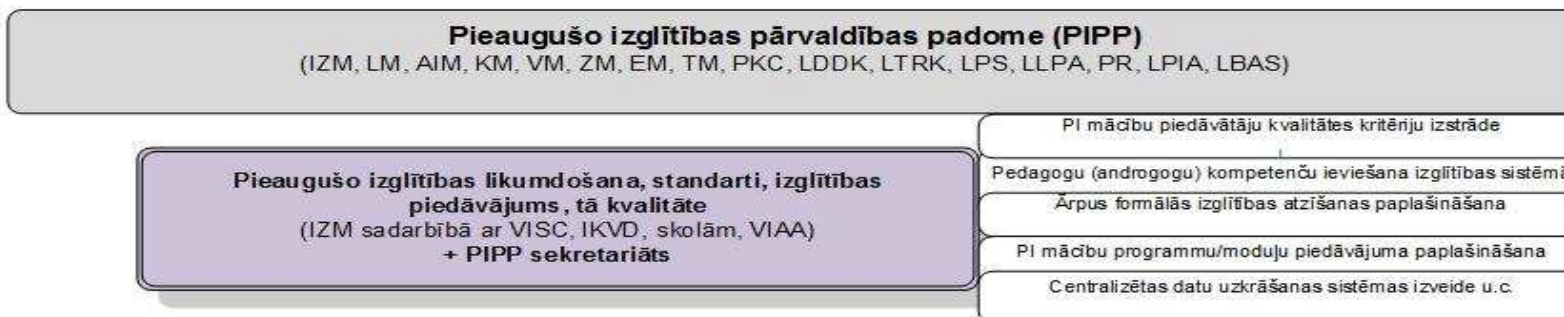 Pieaugušo izglītības pārvaldības padome (PIPP)
(IZM, LM, AIM, KM, VM, ZM, EM, TM, PKC, LDDK, LTRK, LPS, LLPA, PR, LPIA, LBAS)
Pieaugušo izglītības likumdošana, standarti, izglītības
piedāvājums, tā kvalitāte
(IZM sadarbībā ar VISC, IKVD, skolām, VIAA)
+ PIPP sekretariāts
PI mācību piedāvātāju kvalitātes kritēriju izstrāde
Pedagogu (androgogu) kompetenču ieviešana izglītības sistēmā
Ārpus formālās izglītības atzīšanas paplašināšana
PI mācību programmu/moduļu piedāvājuma paplašināšana
Centralizētas datu uzkrāšanas sistēmas izveide u.c.